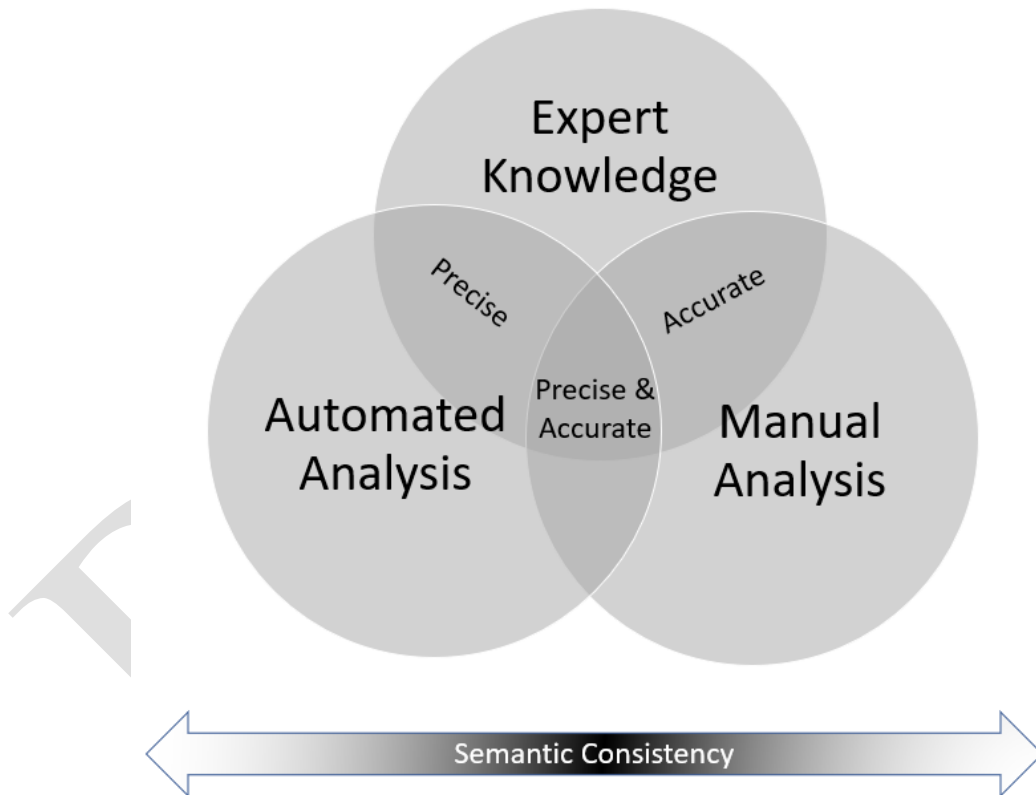 Expert
Knowledge
Precise
Accurate
Precise &
Accurate
Automated
Analysis
Manual
Analysis
Semantic Consistency